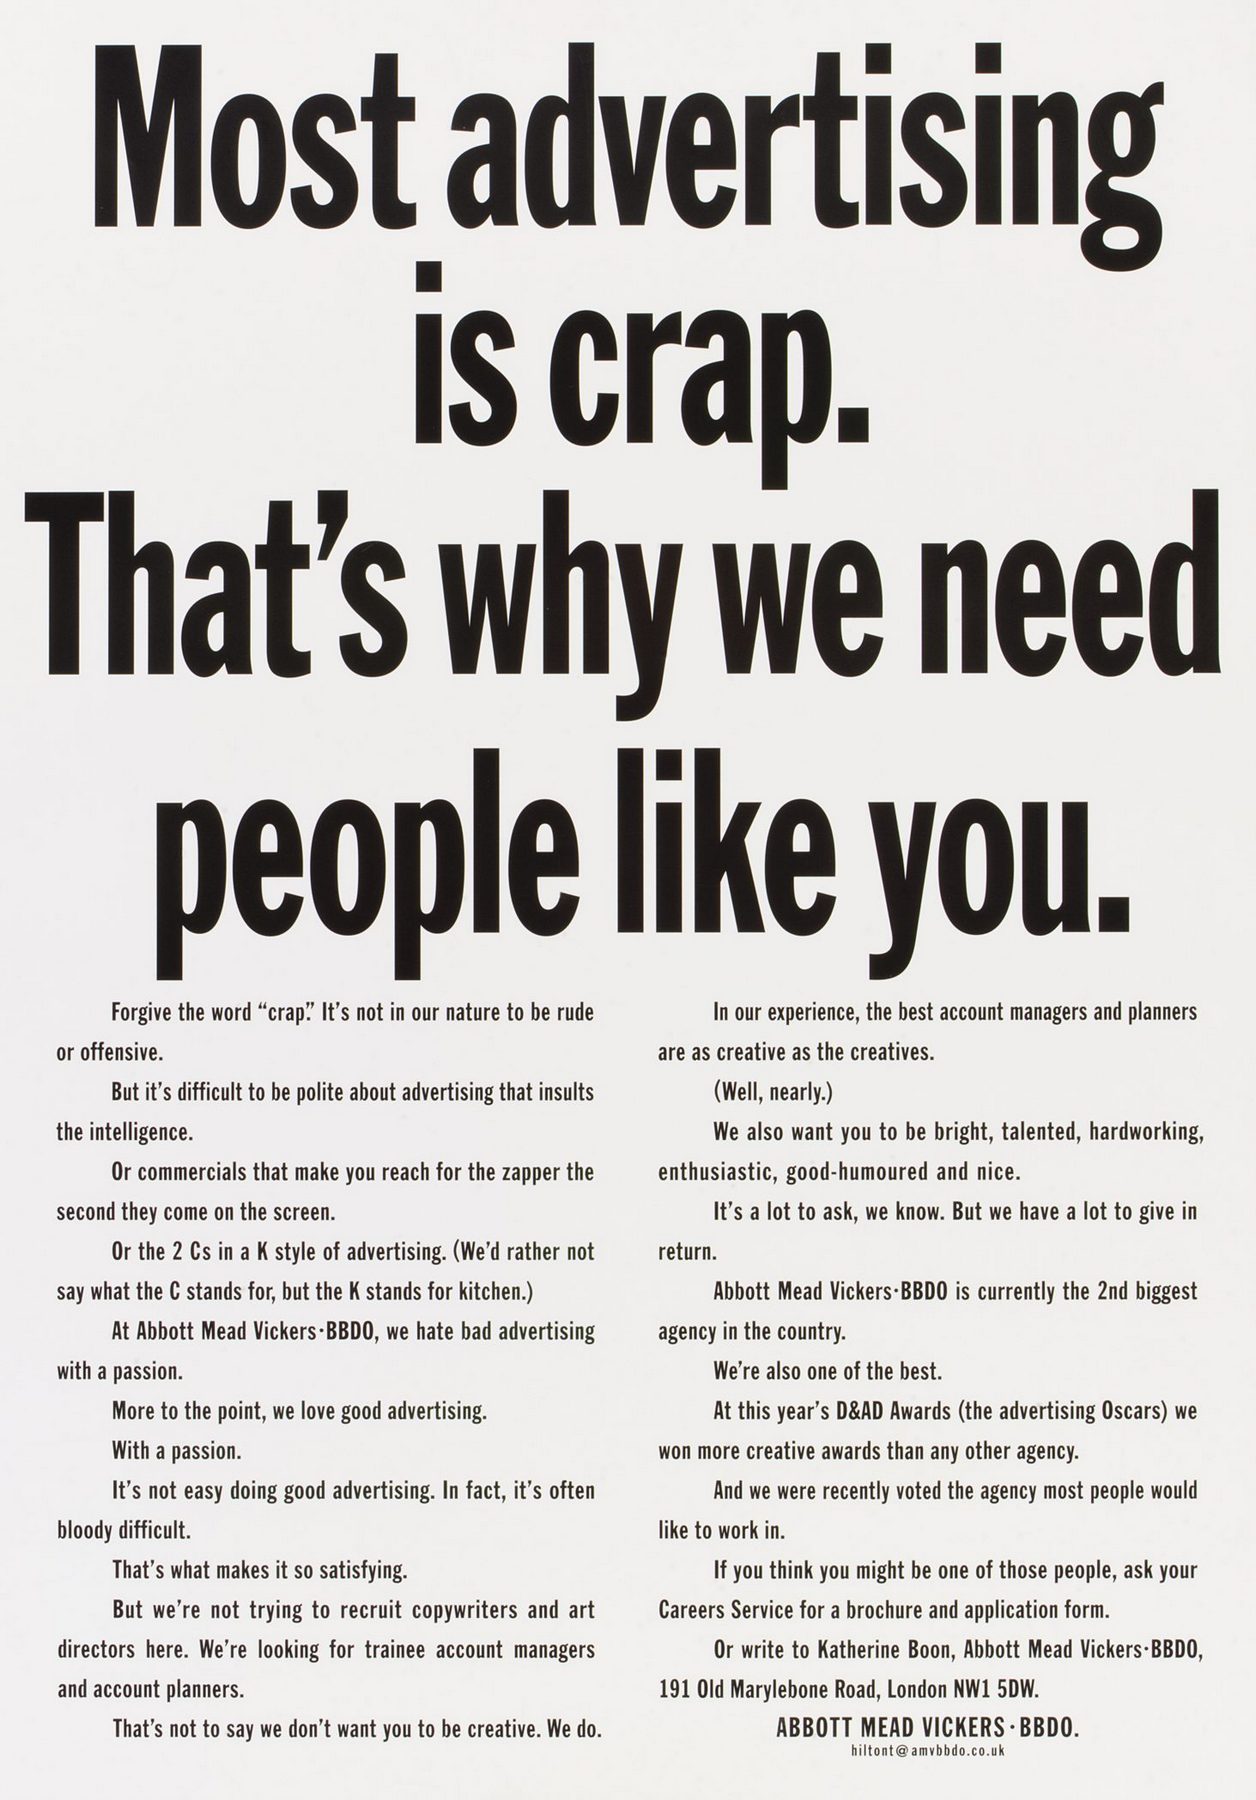 Most advertising
is crap.
That's why we need
people like you.
Forgive the word “crap.” It's not in our nature to be rude
or offensive.
But it's difficult to be polite about advertising that insults
the intelligence.
Or commercials that make you reach for the zapper the
second they come on the screen.
Or the 2 Cs in a K style of advertising. (We'd rather not
say what the C stands for, but the K stands for kitchen.)
At Abbott Mead Vickers·BBDO, we hate bad advertising
with a passion.
More to the point, we love good advertising.
With a passion.
It's not easy doing good advertising. In fact, it's often
bloody difficult.
That's what makes it so satisfying.
But we're not trying to recruit copywriters and art
directors here. We're looking for trainee account managers
and account planners.
That's not to say we don't want you to be creative. We do.
In our experience, the best account managers and planners
are as creative as the creatives.
(Well, nearly.)
We also want you to be bright, talented, hardworking,
enthusiastic, good-humoured and nice.
It's a lot to ask, we know. But we have a lot to give in
return.
Abbott Mead Vickers·BBDO is currently the 2nd biggest
agency in the country.
We're also one of the best.
At this year's D&AD Awards (the advertising Oscars) we
won more creative awards than any other agency.
And we were recently voted the agency most people would
like to work in.
If you think you might be one of those people, ask your
Careers Service for a brochure and application form.
Or write to Katherine Boon, Abbott Mead Vickers·BBDO,
191 Old Marylebone Road, London NW1 5DW.
ABBOTT MEAD VICKERS·BBDO.
hiltont@amvbbdo.co.uk